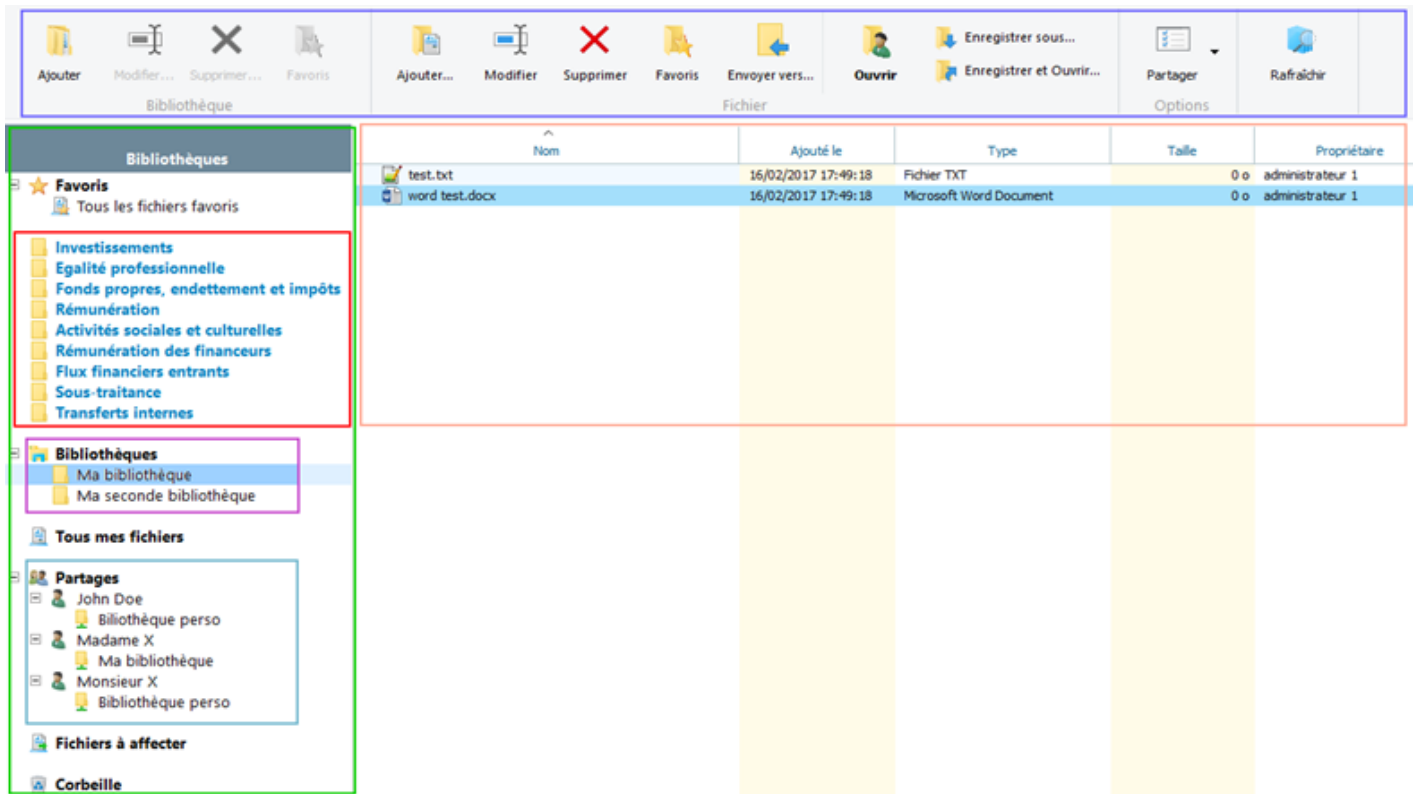 Ajouter Modifier... Supprimer... Favoris Ajouter... Modifier Supprimer Favoris Envoyer vers... Ouvrir Enregistrer sous... Enregistrer et Ouvrir... Partager Rafraîchir
Bibliothèque Fichier Options
Bibliothèques
Nom Ajouté le Type Taille Propriétaire
test.txt 16/02/2017 17:49:18 Fichier TXT 0 o administrateur 1
word test.docx 16/02/2017 17:49:18 Microsoft Word Document 0 o administrateur 1
Favoris
Tous les fichiers favoris
Investissements
Egalité professionnelle
Fonds propres, endettement et impôts
Rémunération
Activités sociales et culturelles
Rémunération des financeurs
Flux financiers entrants
Sous-traitance
Transferts internes
Bibliothèques
Ma bibliothèque
Ma seconde bibliothèque
Tous mes fichiers
Partages
John Doe
Biliothèque perso
Madame X
Ma bibliothèque
Monsieur X
Bibliothèque perso
Fichiers à affecter
Corbeille